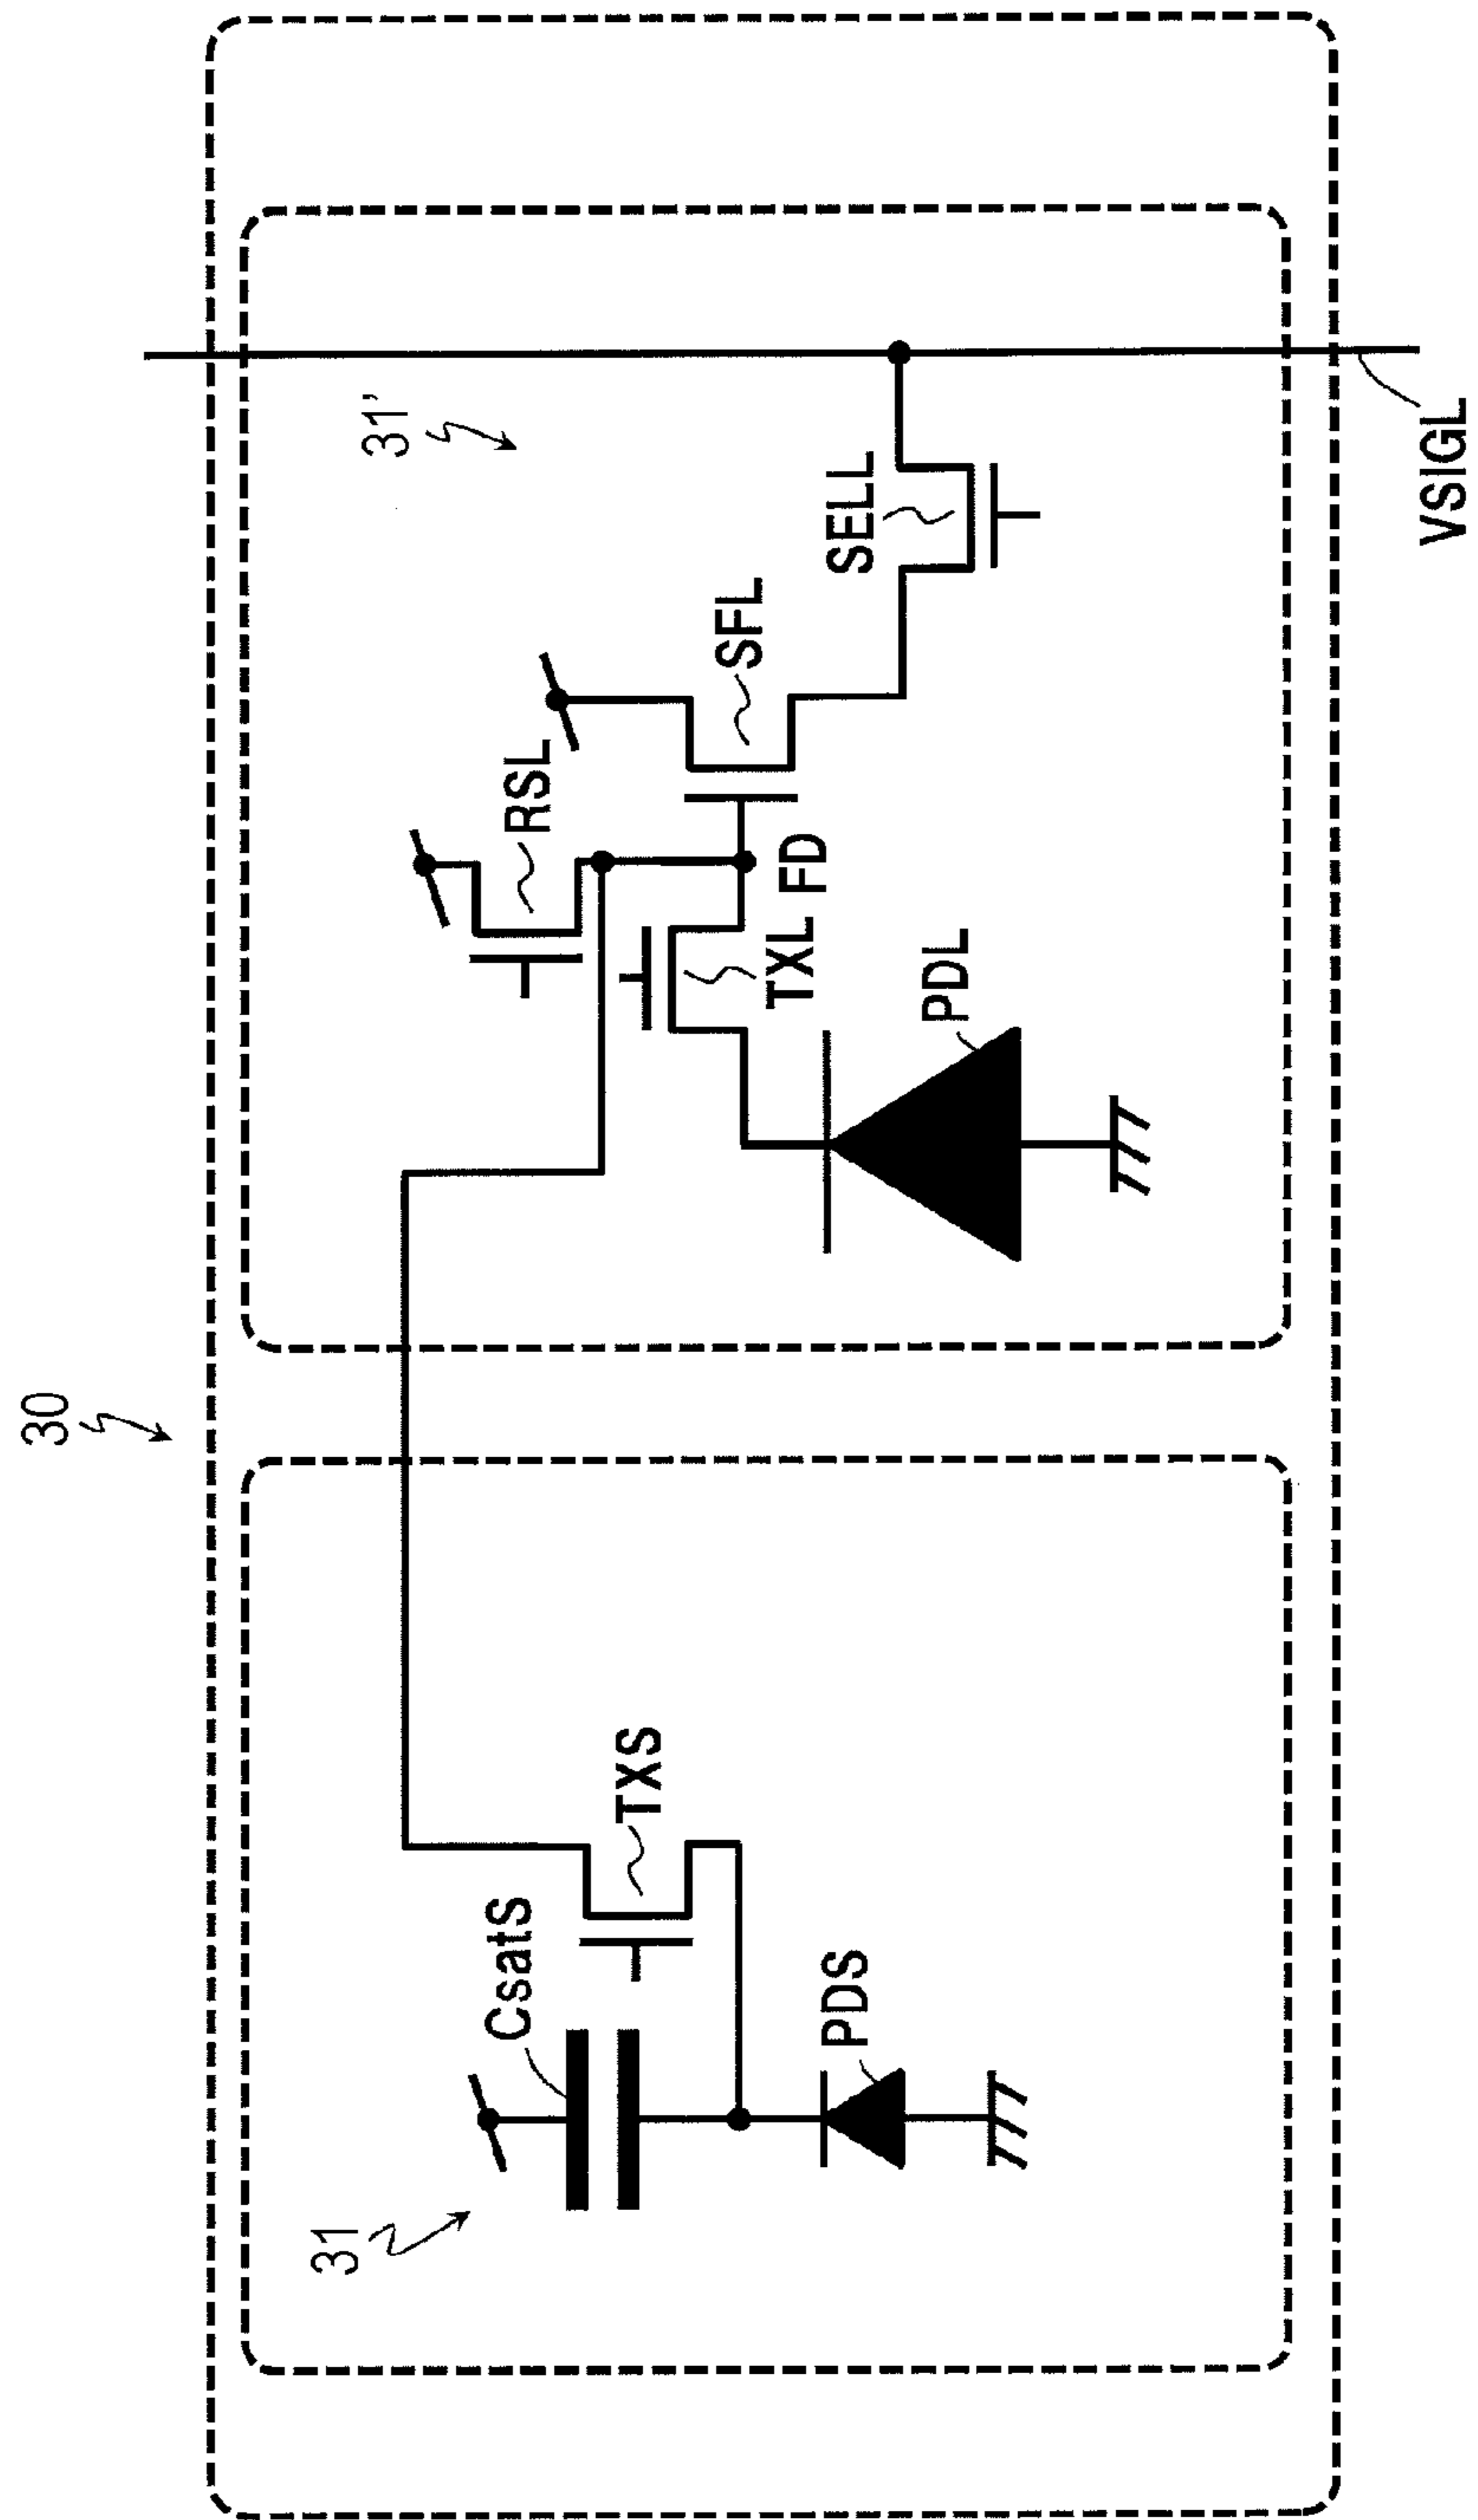 30
31
CsatS
TXS
PDS
31'
RSL
SFL
SELL
TXL
FD
PDL
VSIGL